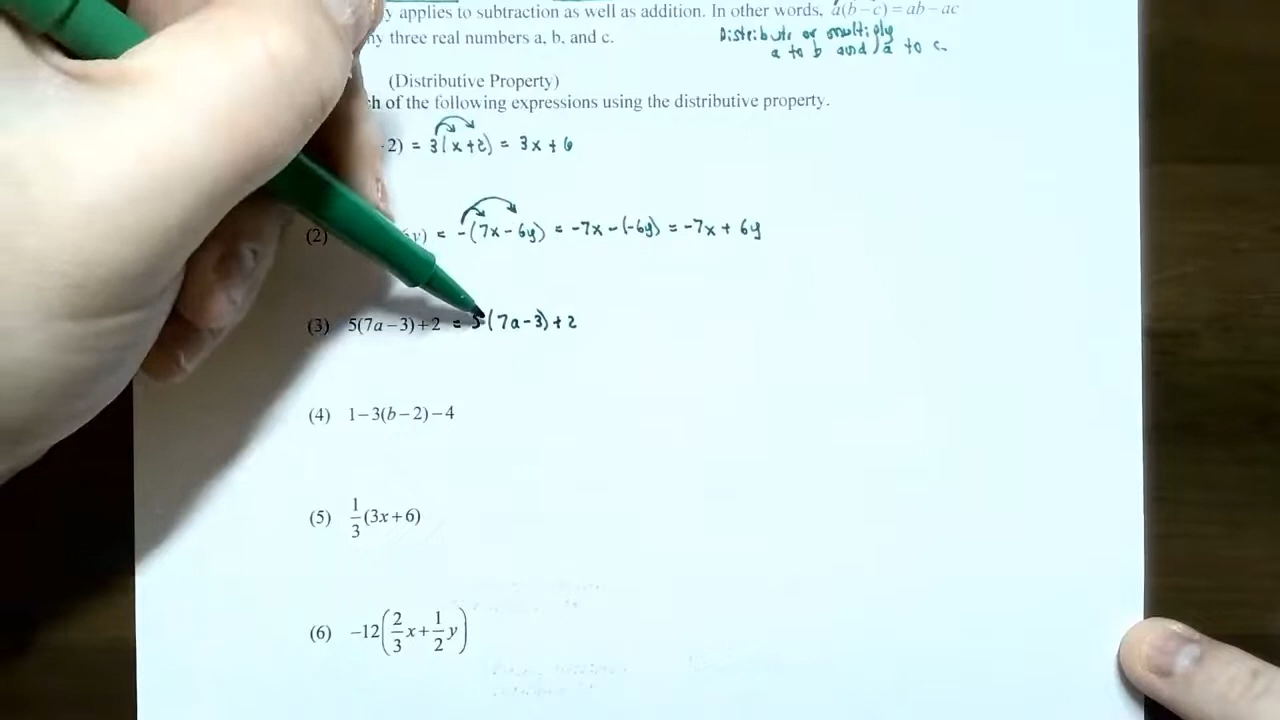 y applies to subtraction as well as addition. In other words, a(b−c)=ab−ac
ny three real numbers a, b, and c.
Distribute or multiply
a to b and a to c.
(Distributive Property)
ch of the following expressions using the distributive property.
2) = 3(x+2) = 3x + 6
(2) y) = -(7x - 6y) = -7x - (-6y) = -7x + 6y
(3) 5(7a−3)+2 = 5(7a-3)+2
(4) 1−3(b−2)−4
(5) 1/3(3x+6)
(6) −12(2/3x+1/2y)